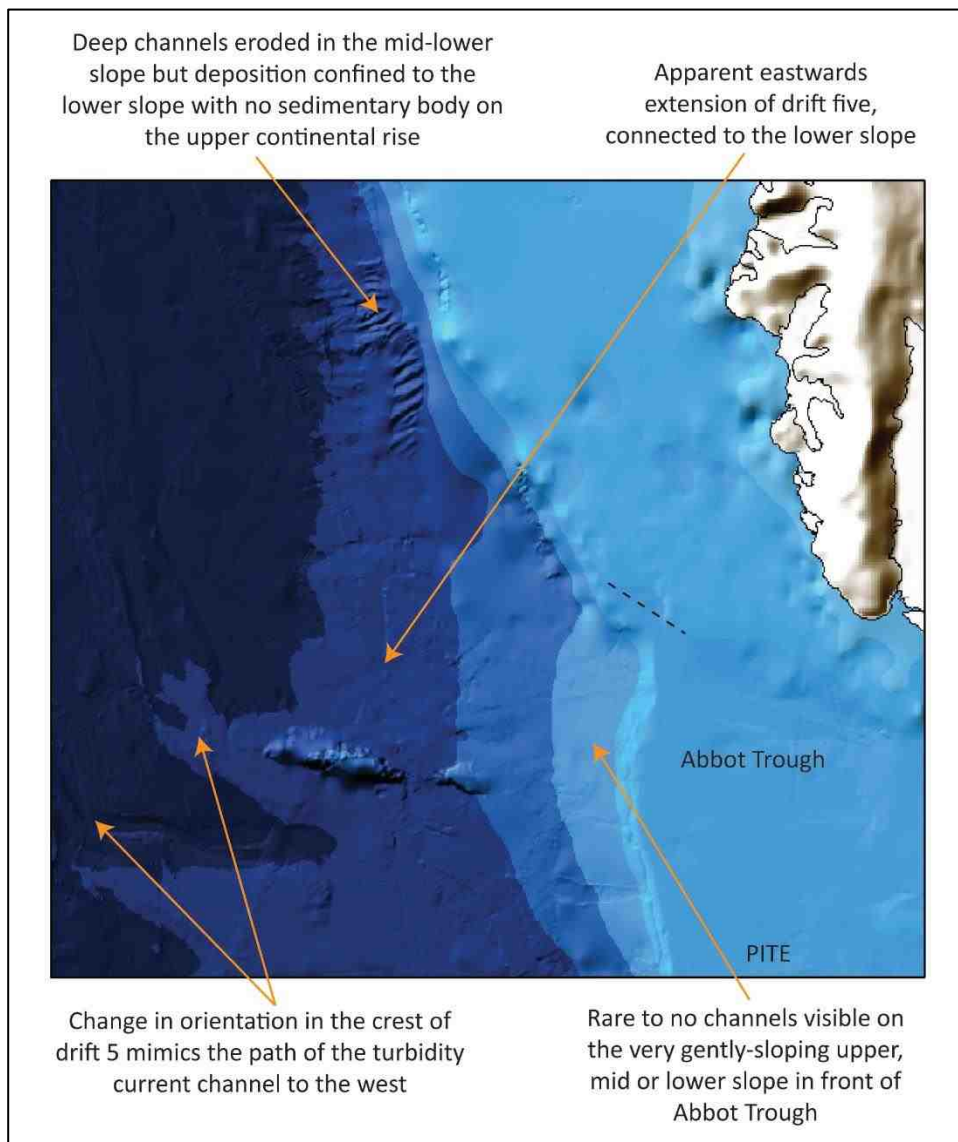 Deep channels eroded in the mid-lower
slope but deposition confined to the
lower slope with no sedimentary body on
the upper continental rise
Apparent eastwards
extension of drift five,
connected to the lower slope
Abbot Trough
PITE
Change in orientation in the crest of
drift 5 mimics the path of the turbidity
current channel to the west
Rare to no channels visible on
the very gently-sloping upper,
mid or lower slope in front of
Abbot Trough